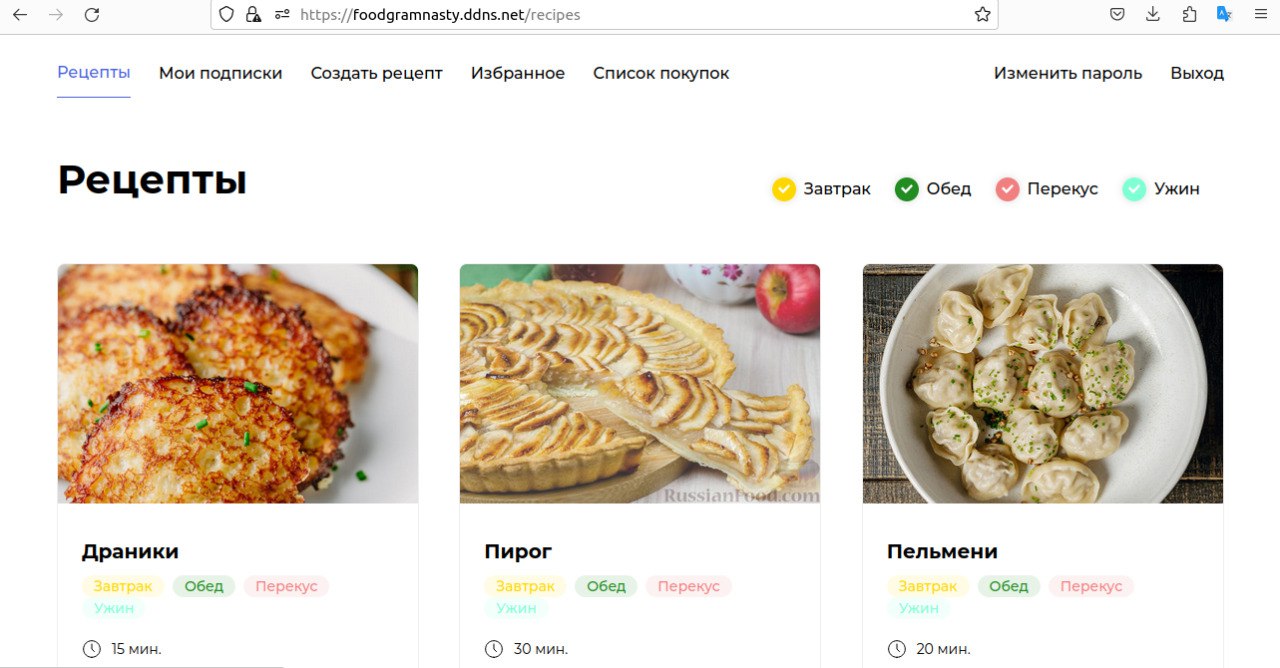 https://foodgramnasty.ddns.net/recipes
Рецепты Мои подписки Создать рецепт Избранное Список покупок Изменить пароль Выход
Рецепты
Завтрак Обед Перекус Ужин
RussianFood.com
Драники
Завтрак Обед Перекус
Ужин
15 мин.
Пирог
Завтрак Обед Перекус
Ужин
30 мин.
Пельмени
Завтрак Обед Перекус
Ужин
20 мин.